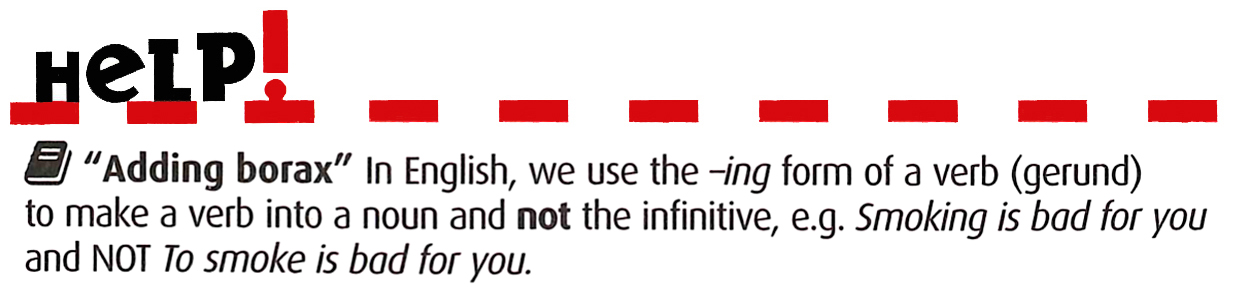 HeLP!
“Adding borax” In English, we use the –ing form of a verb (gerund)
to make a verb into a noun and not the infinitive, e.g. Smoking is bad for you
and NOT To smoke is bad for you.